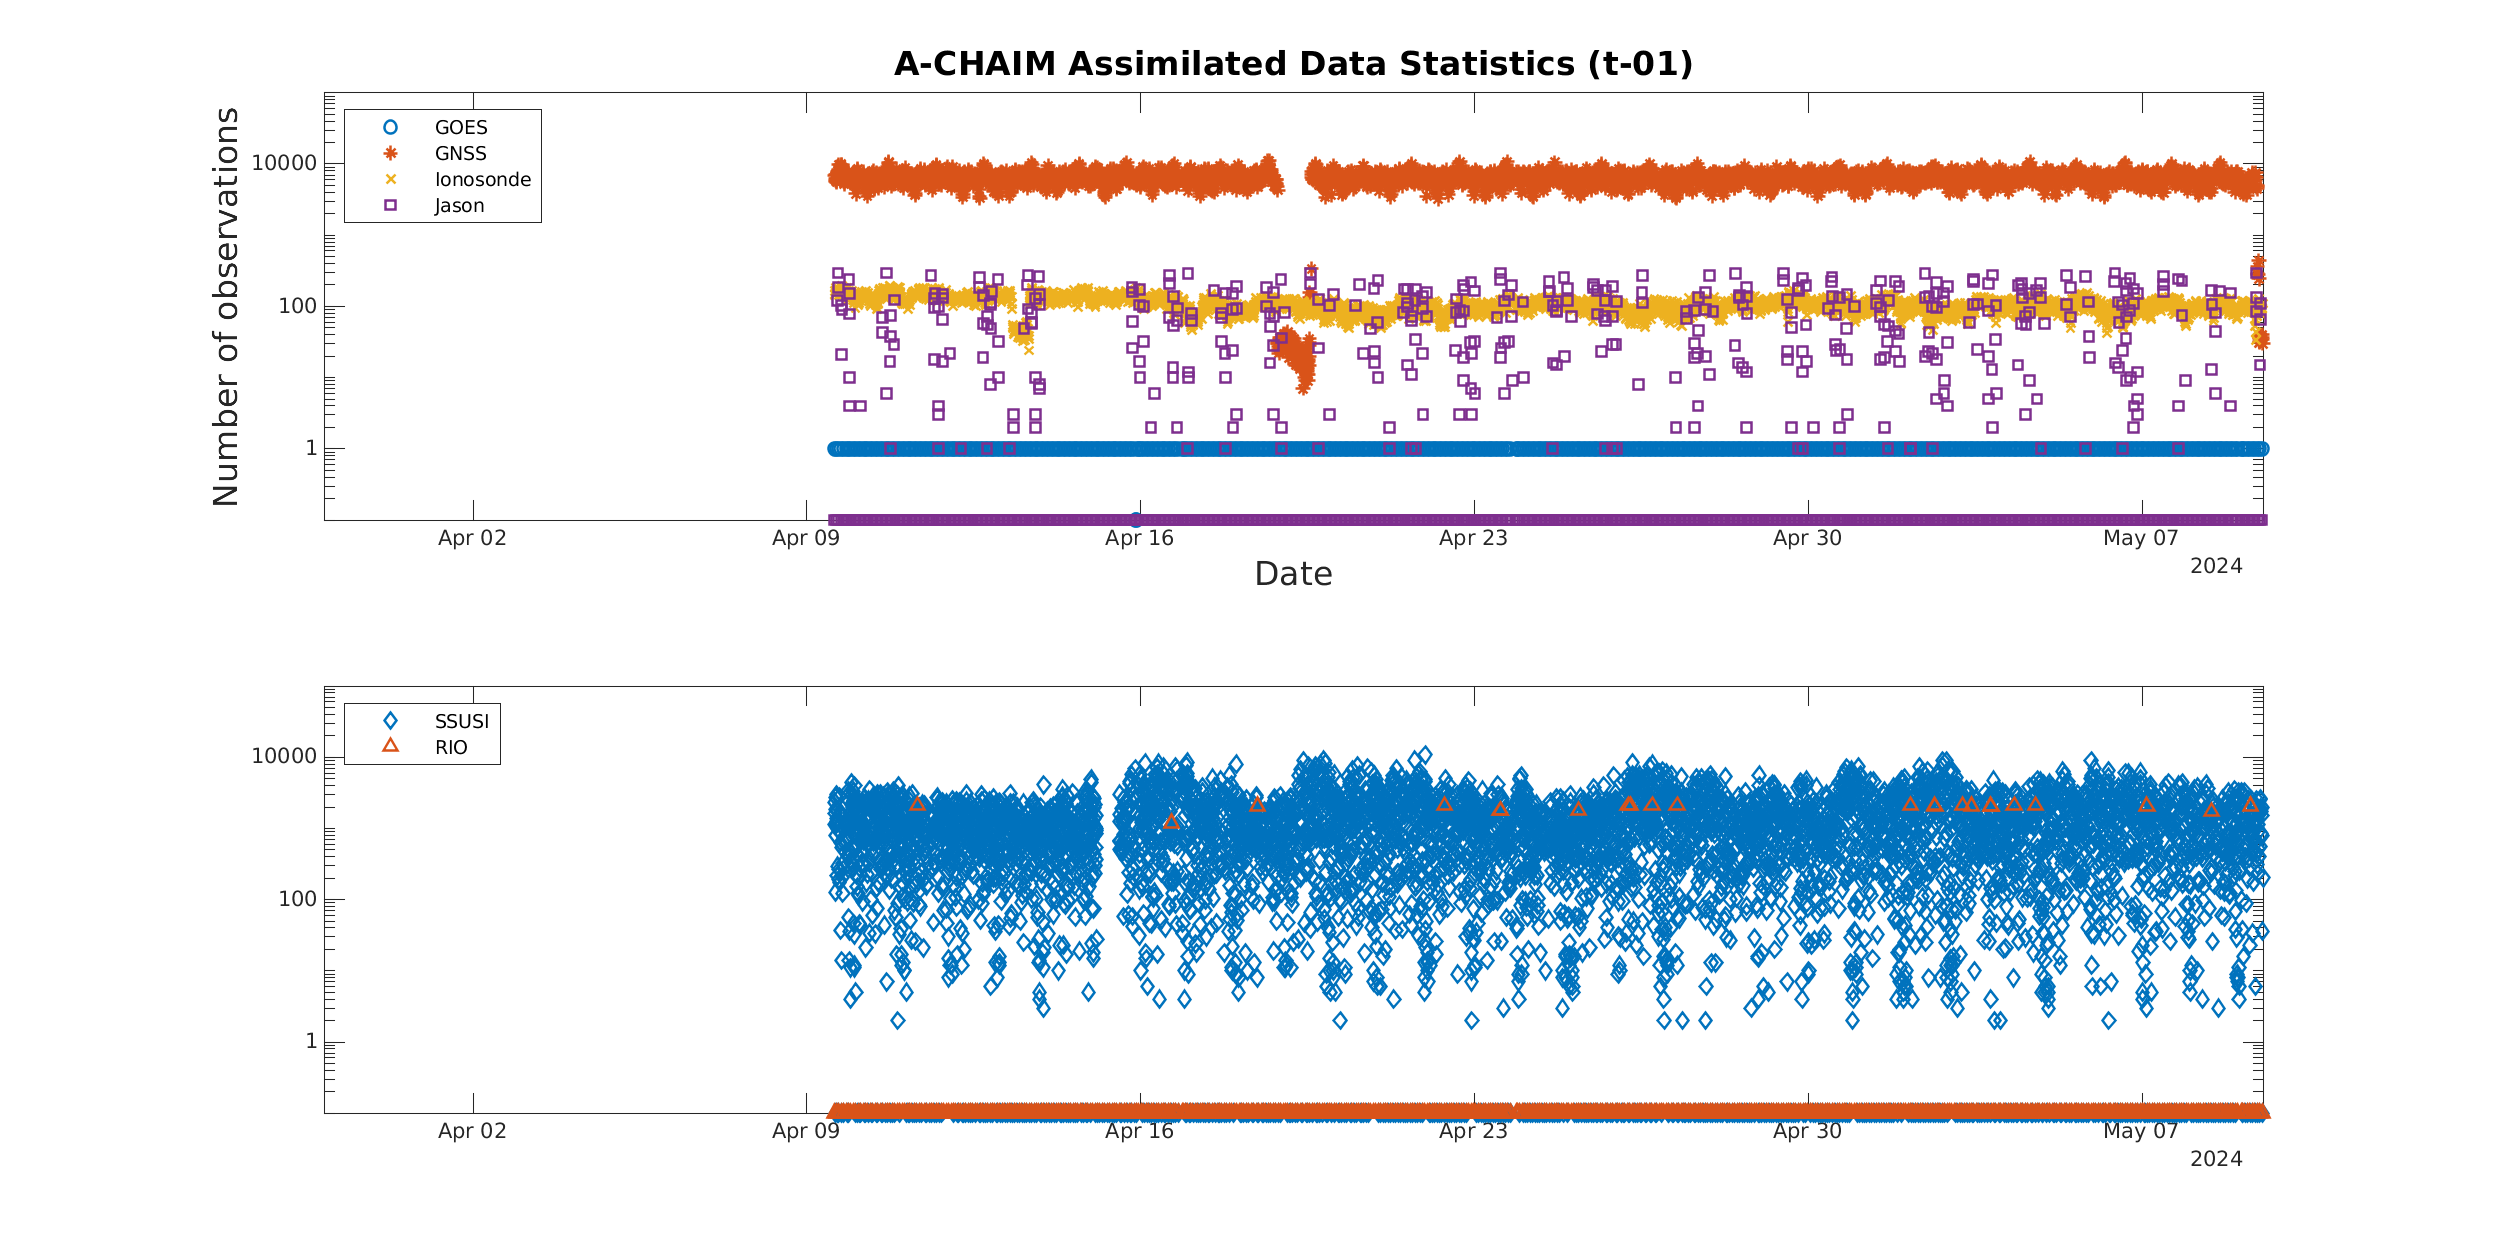 A-CHAIM Assimilated Data Statistics (t-01)
Number of observations
10000
100
1
GOES
GNSS
Ionosonde
Jason
Apr 02
Apr 09
Apr 16
Apr 23
Apr 30
May 07
2024
Date
10000
100
1
SSUSI
RIO
Apr 02
Apr 09
Apr 16
Apr 23
Apr 30
May 07
2024